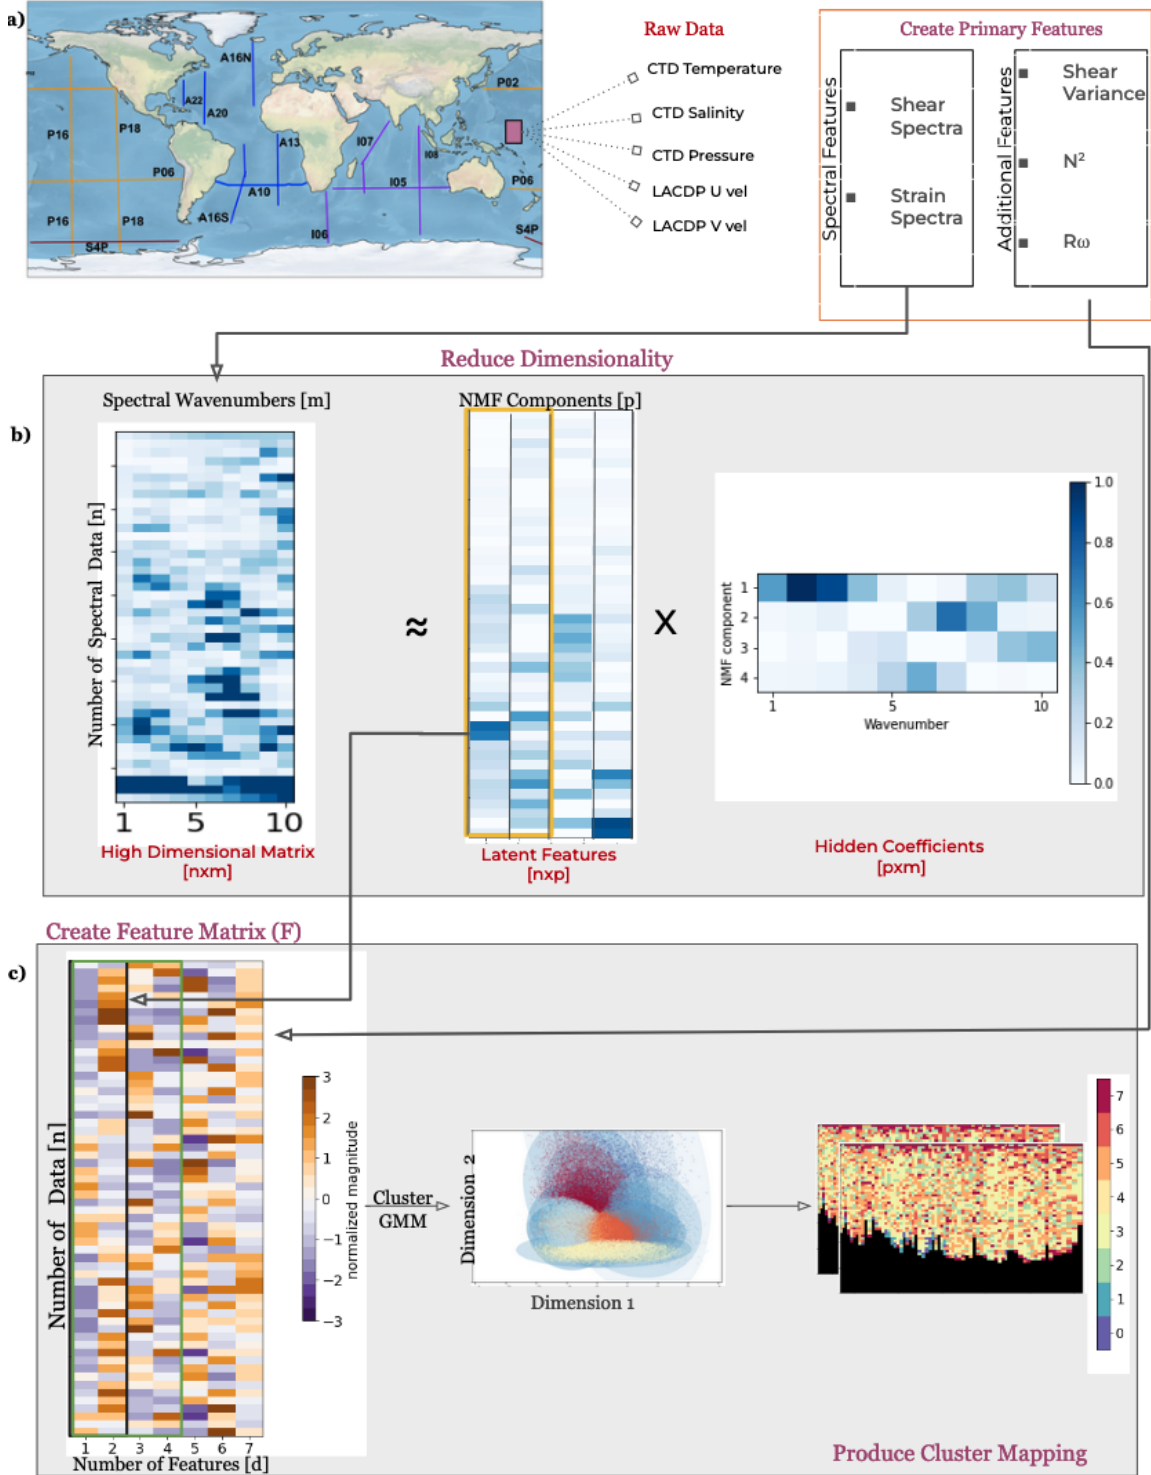 a)
A16N
A22
A20
P02
P16
P18
A13
I07
I08
P06
A10
I05
P06
A16S
P16
P18
I06
S4P
S4P
Raw Data
CTD Temperature
CTD Salinity
CTD Pressure
LACDP U vel
LACDP V vel
Create Primary Features
Spectral Features
Shear
Spectra
Strain
Spectra
Additional Features
Shear
Variance
N²
Rω
Reduce Dimensionality
b)
Spectral Wavenumbers [m]
Number of Spectral Data [n]
1 5 10
High Dimensional Matrix
[nxm]
≈
NMF Components [p]
Latent Features
[nxp]
X
NMF component
1
2
3
4
1 5 10
Wavenumber
1.0
0.8
0.6
0.4
0.2
0.0
Hidden Coefficients
[pxm]
Create Feature Matrix (F)
c)
Number of Data [n]
1 2 3 4 5 6 7
Number of Features [d]
3
2
1
0
−1
−2
−3
normalized magnitude
Cluster
GMM
Dimension 2
Dimension 1
7
6
5
4
3
2
1
0
Produce Cluster Mapping